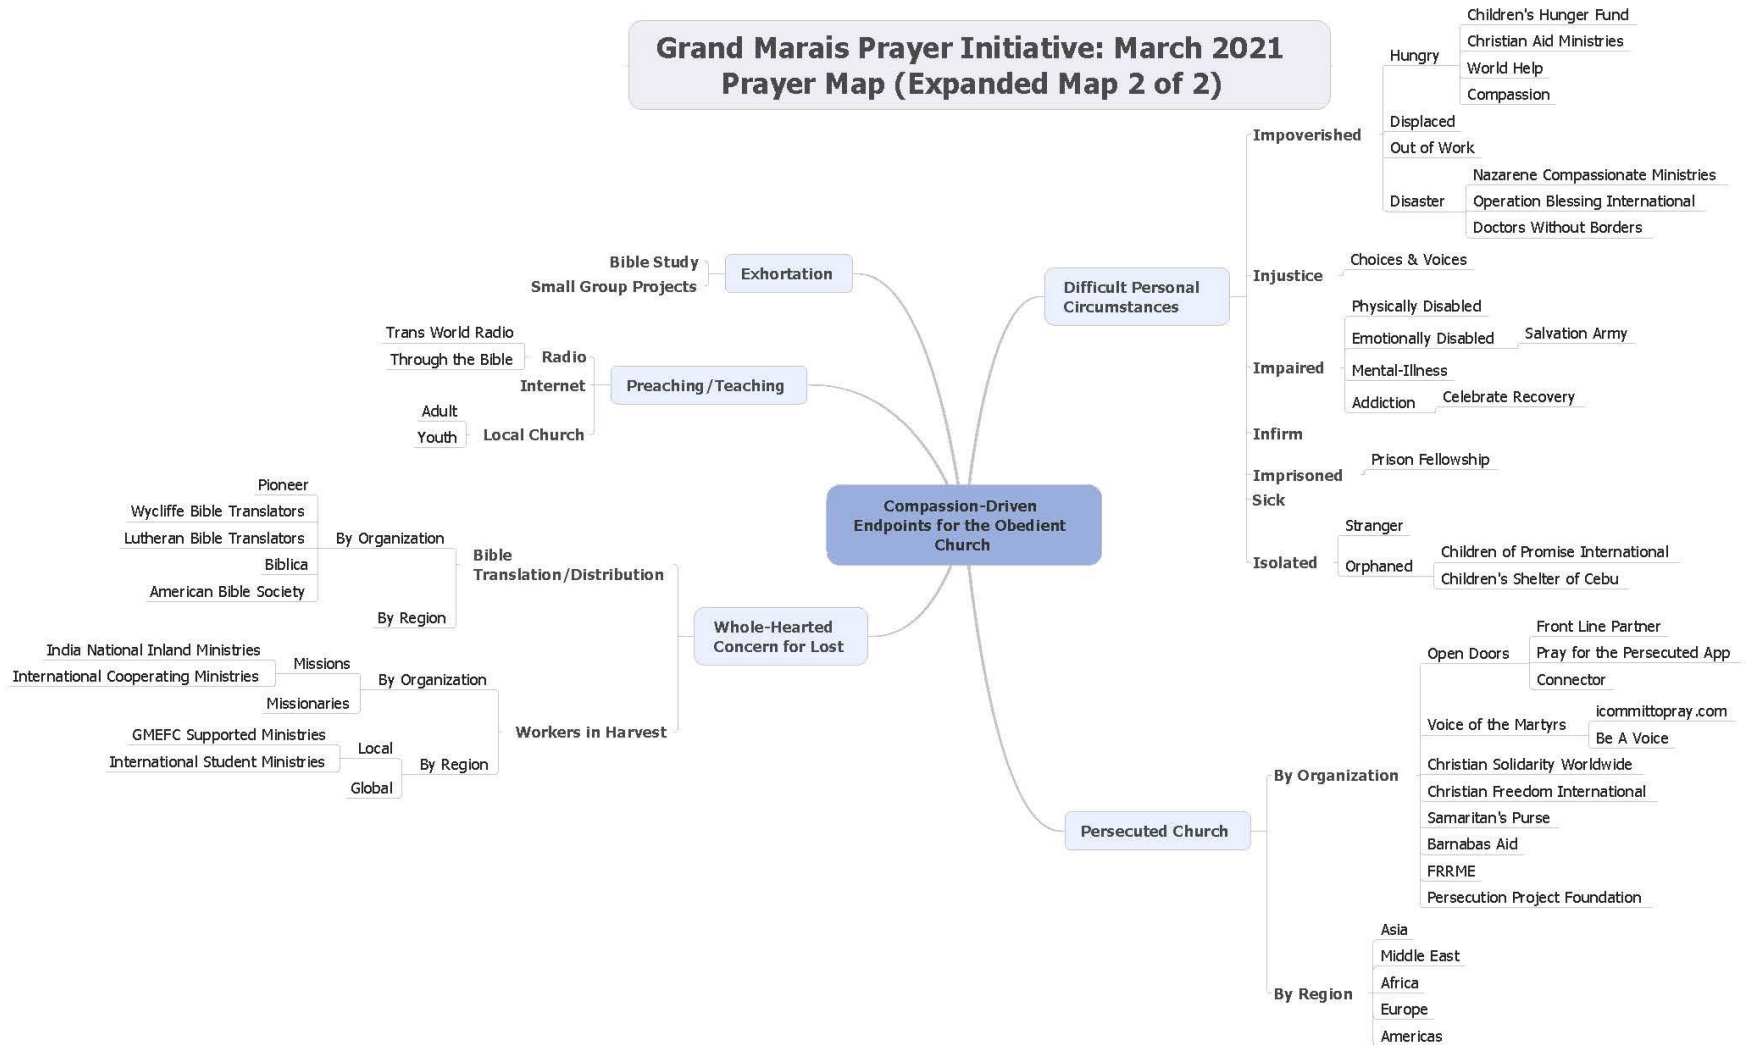 Grand Marais Prayer Initiative: March 2021
Prayer Map (Expanded Map 2 of 2)
Compassion-Driven
Endpoints for the Obedient
Church
Exhortation
Bible Study
Small Group Projects
Preaching/Teaching
Radio
Trans World Radio
Through the Bible
Internet
Local Church
Adult
Youth
Whole-Hearted
Concern for Lost
Bible
Translation/Distribution
By Organization
Pioneer
Wycliffe Bible Translators
Lutheran Bible Translators
Biblica
American Bible Society
By Region
Workers in Harvest
By Organization
Missions
India National Inland Ministries
International Cooperating Ministries
Missionaries
By Region
Local
GMEFC Supported Ministries
International Student Ministries
Global
Difficult Personal
Circumstances
Impoverished
Hungry
Children's Hunger Fund
Christian Aid Ministries
World Help
Compassion
Displaced
Out of Work
Disaster
Nazarene Compassionate Ministries
Operation Blessing International
Doctors Without Borders
Injustice
Choices & Voices
Impaired
Physically Disabled
Emotionally Disabled
Salvation Army
Mental-Illness
Addiction
Celebrate Recovery
Infirm
Imprisoned
Prison Fellowship
Sick
Isolated
Stranger
Orphaned
Children of Promise International
Children's Shelter of Cebu
Persecuted Church
By Organization
Open Doors
Front Line Partner
Pray for the Persecuted App
Connector
Voice of the Martyrs
icommittopray.com
Be A Voice
Christian Solidarity Worldwide
Christian Freedom International
Samaritan's Purse
Barnabas Aid
FRRME
Persecution Project Foundation
By Region
Asia
Middle East
Africa
Europe
Americas